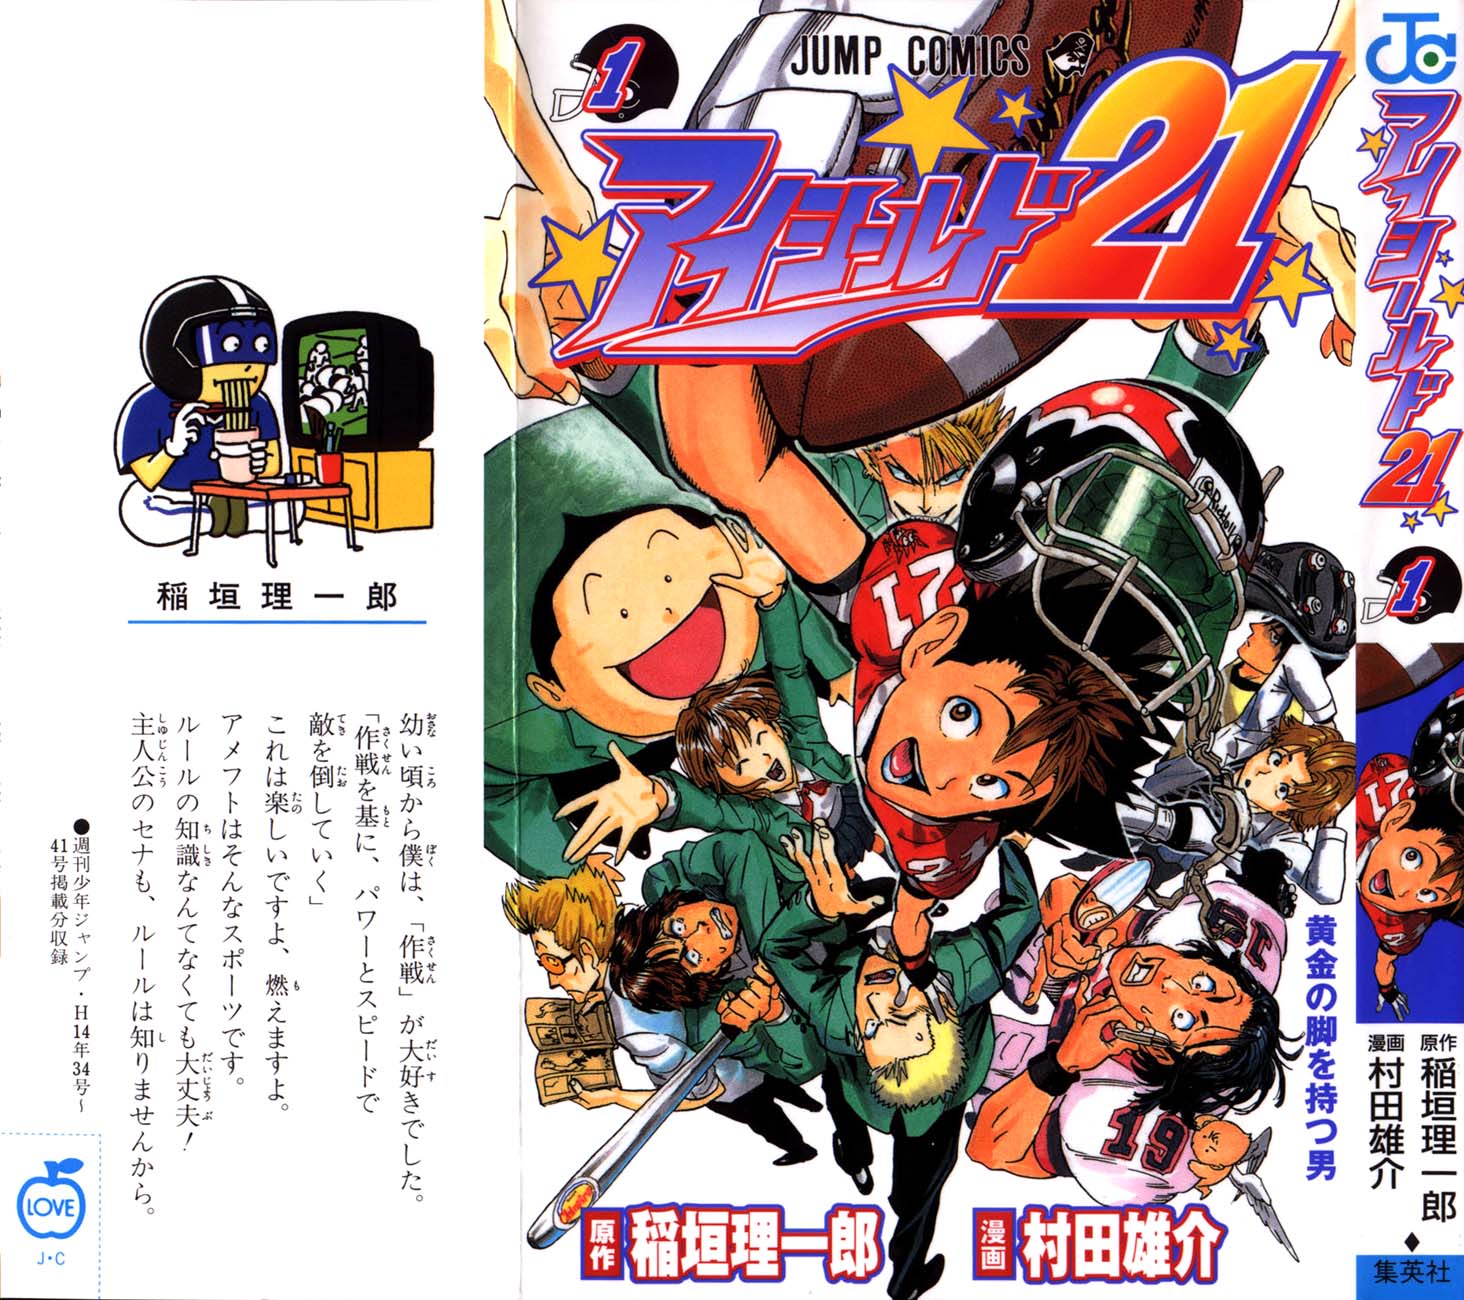 JUMP COMICS
1
アイシールド21
黄金の脚を持つ男
原作 稲垣理一郎
漫画 村田雄介
21
21
19
51
Riddell
JC
アイシールド21
1
21
原作 稲垣理一郎
漫画 村田雄介
集英社
稲垣理一郎
幼い頃から僕は、「作戦」が大好きでした。
「作戦を基に、パワーとスピードで
敵を倒していく」
これは楽しいですよ、燃えますよ。
アメフトはそんなスポーツです。
ルールの知識なんてなくても大丈夫！
主人公のセナも、ルールは知りませんから。
●週刊少年ジャンプ・H14年34号～
41号掲載分収録
LOVE
J・C